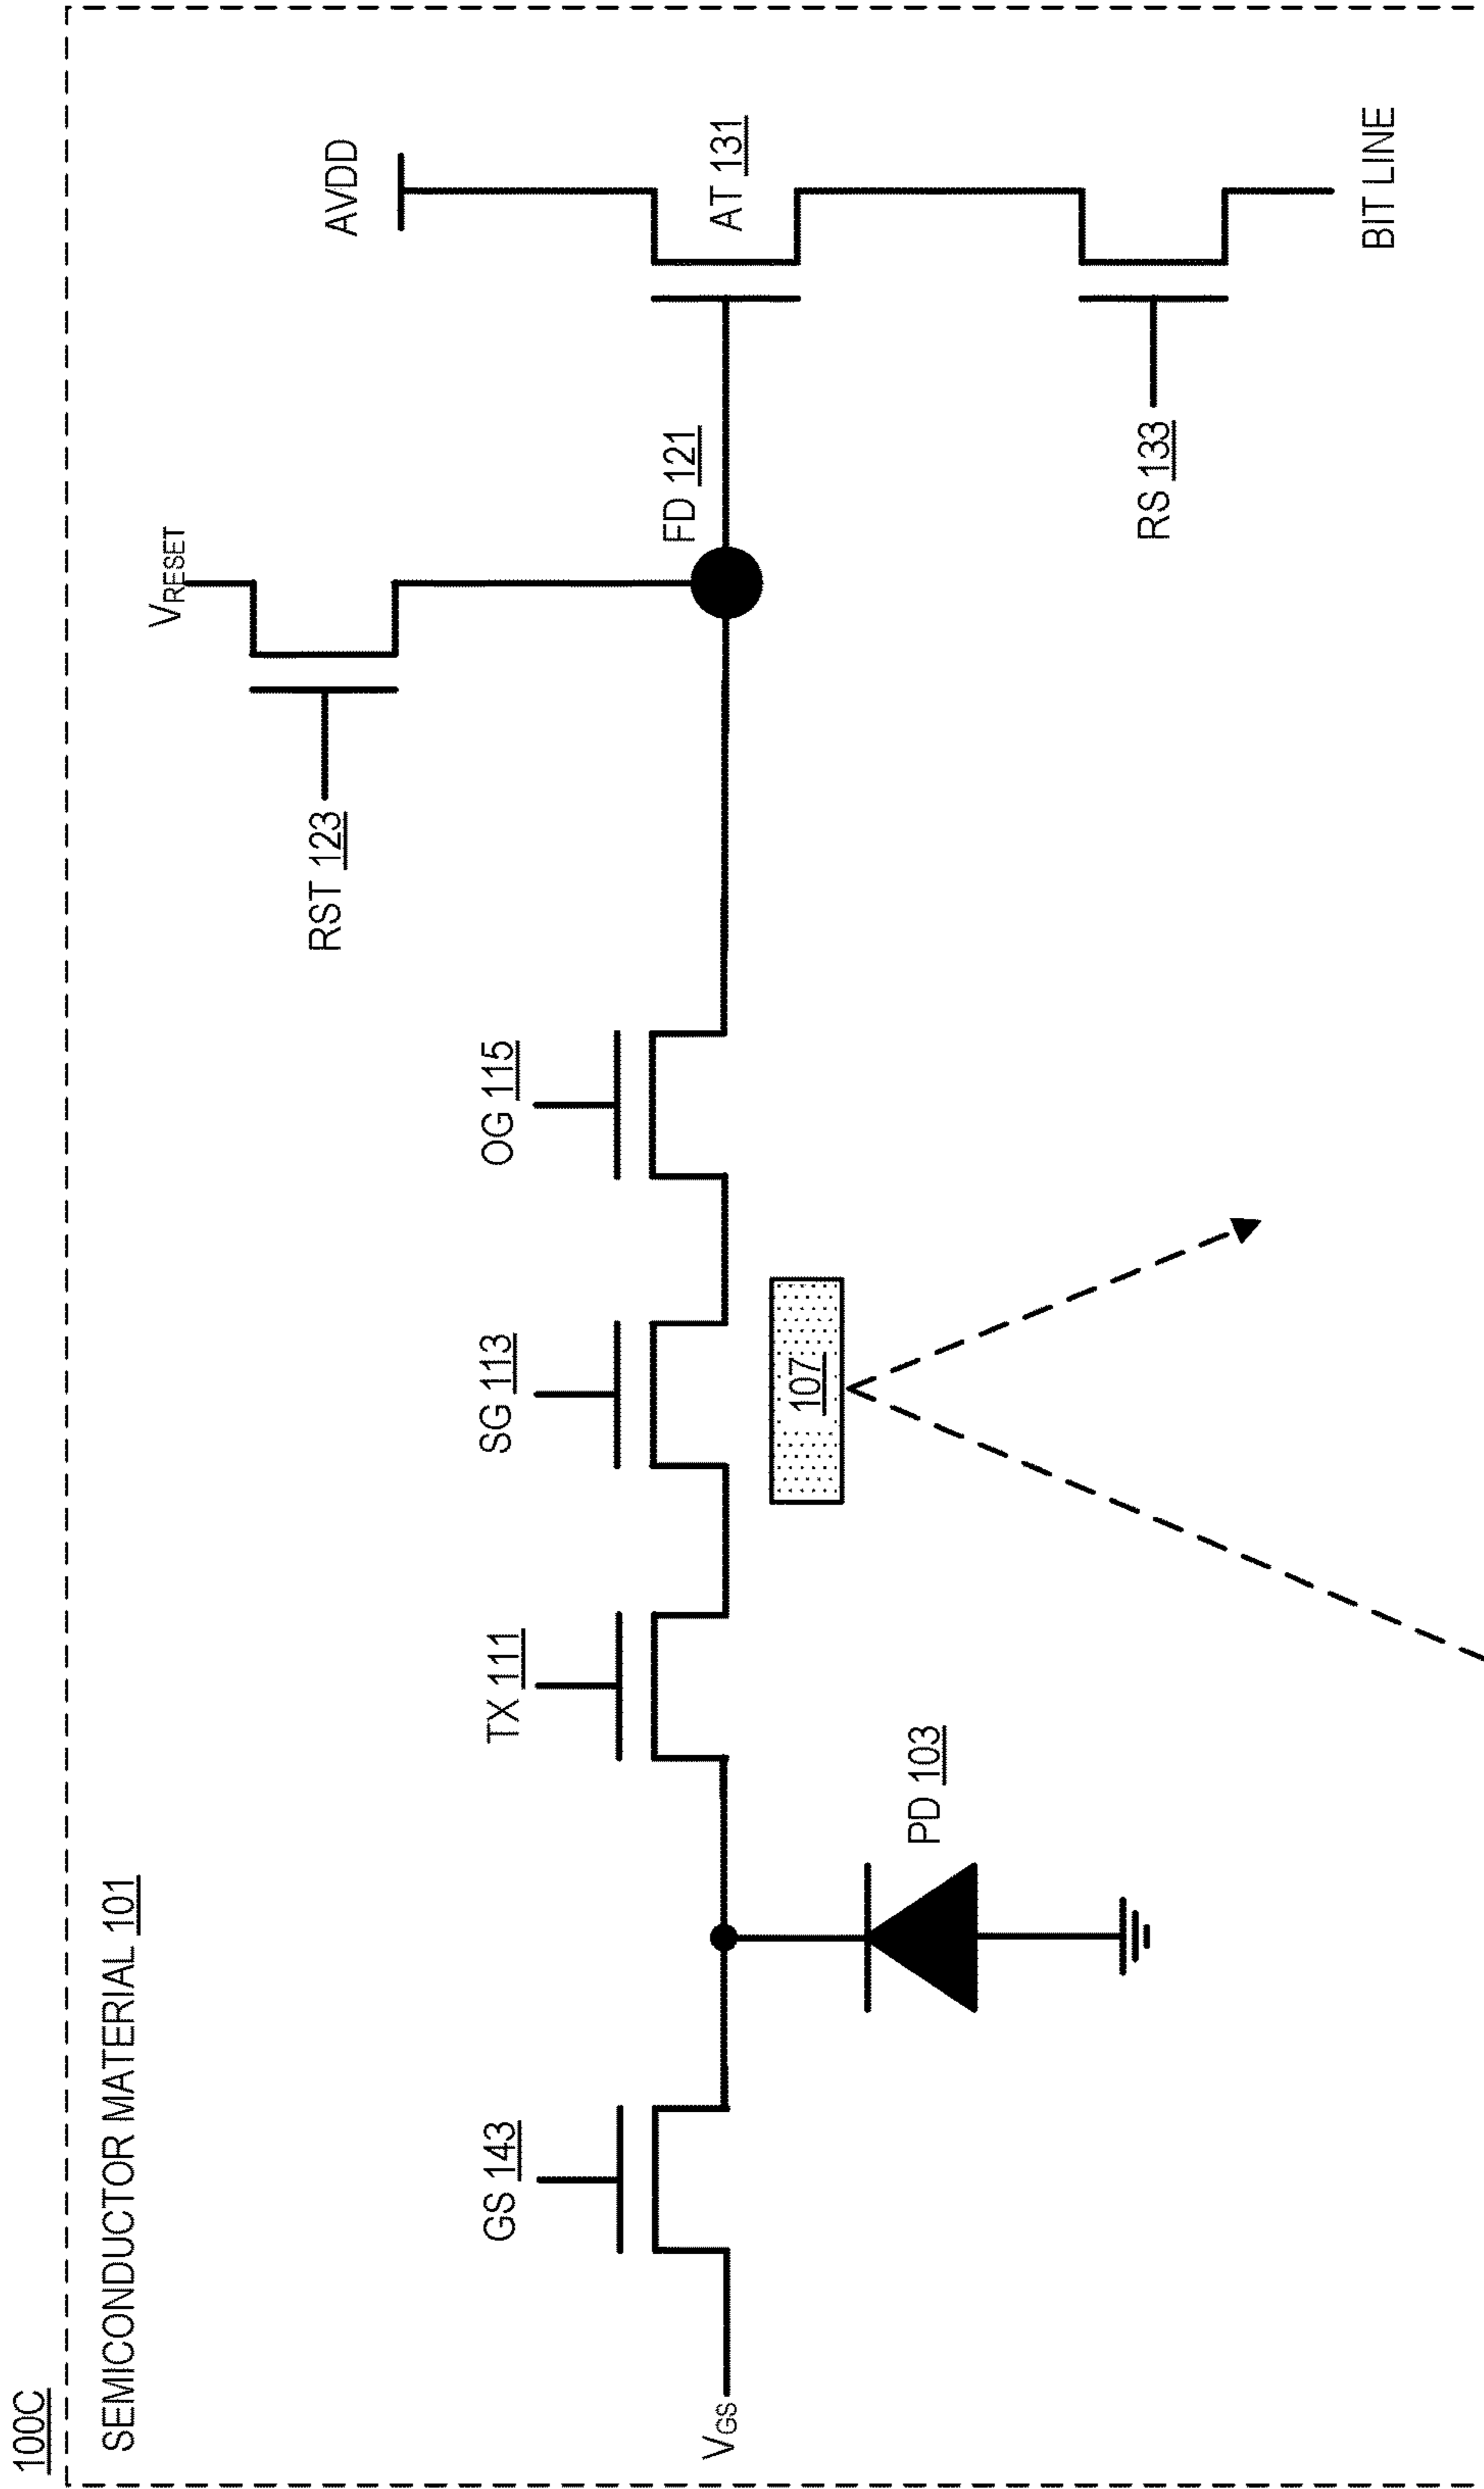 100C
SEMICONDUCTOR MATERIAL 101
VRESET
AVDD
RST 123
GS 143
TX 111
SG 113
OG 115
FD 121
AT 131
VGS
107
PD 103
RS 133
BIT LINE